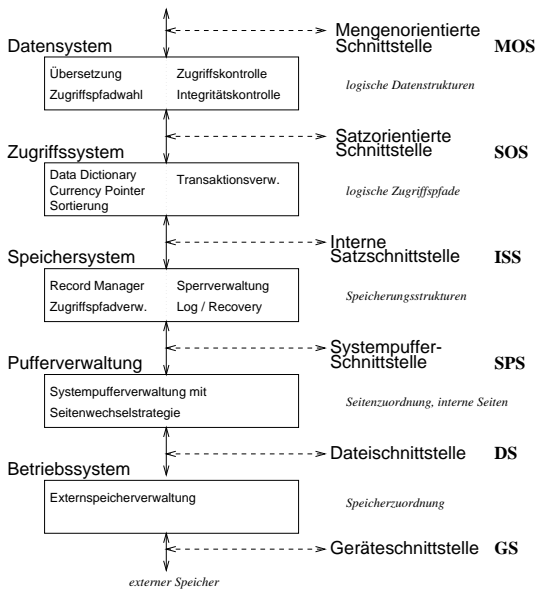 Mengenorientierte
Datensystem Schnittstelle MOS
Übersetzung Zugriffskontrolle
Zugriffspfadwahl Integritätskontrolle
logische Datenstrukturen
Satzorientierte
Zugriffssystem Schnittstelle SOS
Data Dictionary Transaktionsverw.
Currency Pointer
Sortierung
logische Zugriffspfade
Interne
Speichersystem Satzschnittstelle ISS
Record Manager Sperrverwaltung
Zugriffspfadverw. Log / Recovery
Speicherungsstrukturen
Systempuffer-
Pufferverwaltung Schnittstelle SPS
Systempufferverwaltung mit
Seitenwechselstrategie
Seitenzuordnung, interne Seiten
Dateischnittstelle DS
Betriebssystem
Externspeicherverwaltung
Speicherzuordnung
Geräteschnittstelle GS
externer Speicher